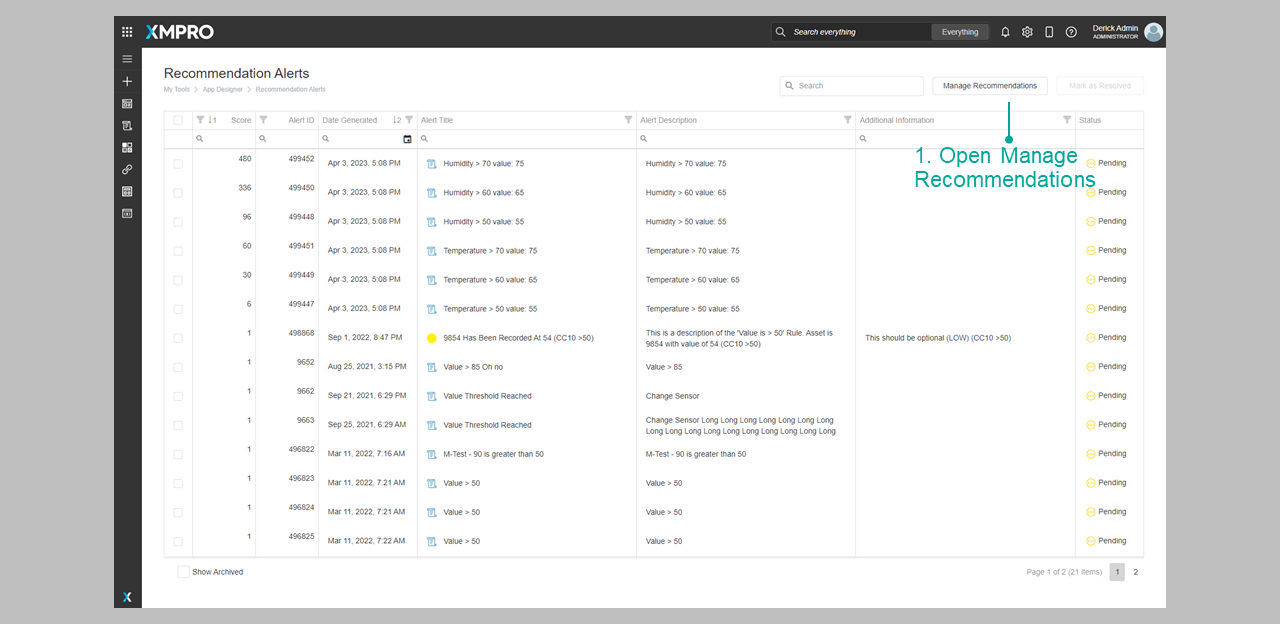 XMPRO
Search everything
Everything
Derick Admin
ADMINISTRATOR
Recommendation Alerts
My Tools > App Designer > Recommendation Alerts
Search
Manage Recommendations
Mark as Resolved
1 Score Alert ID Date Generated 2 Alert Title Alert Description Additional Information Status
1. Open Manage
Recommendations
480 499452 Apr 3, 2023, 5:08 PM Humidity > 70 value: 75 Humidity > 70 value: 75 Pending
336 499450 Apr 3, 2023, 5:08 PM Humidity > 60 value: 65 Humidity > 60 value: 65 Pending
96 499448 Apr 3, 2023, 5:08 PM Humidity > 50 value: 55 Humidity > 50 value: 55 Pending
60 499451 Apr 3, 2023, 5:08 PM Temperature > 70 value: 75 Temperature > 70 value: 75 Pending
30 499449 Apr 3, 2023, 5:08 PM Temperature > 60 value: 65 Temperature > 60 value: 65 Pending
6 499447 Apr 3, 2023, 5:08 PM Temperature > 50 value: 55 Temperature > 50 value: 55 Pending
1 498868 Sep 1, 2022, 8:47 PM 9854 Has Been Recorded At 54 (CC10 >50) This is a description of the 'Value is > 50' Rule. Asset is
9854 with value of 54 (CC10 >50) This should be optional (LOW) (CC10 >50) Pending
1 9652 Aug 25, 2021, 3:15 PM Value > 85 Oh no Value > 85 Pending
1 9662 Sep 21, 2021, 6:29 PM Value Threshold Reached Change Sensor Pending
1 9663 Sep 25, 2021, 6:29 AM Value Threshold Reached Change Sensor Long Long Long Long Long Long Long
Long Long Long Long Long Long Long Long Long Long Pending
1 496822 Mar 11, 2022, 7:16 AM M-Test - 90 is greater than 50 M-Test - 90 is greater than 50 Pending
1 496823 Mar 11, 2022, 7:21 AM Value > 50 Value > 50 Pending
1 496824 Mar 11, 2022, 7:21 AM Value > 50 Value > 50 Pending
1 496825 Mar 11, 2022, 7:22 AM Value > 50 Value > 50 Pending
Show Archived
Page 1 of 2 (21 items) 1 2